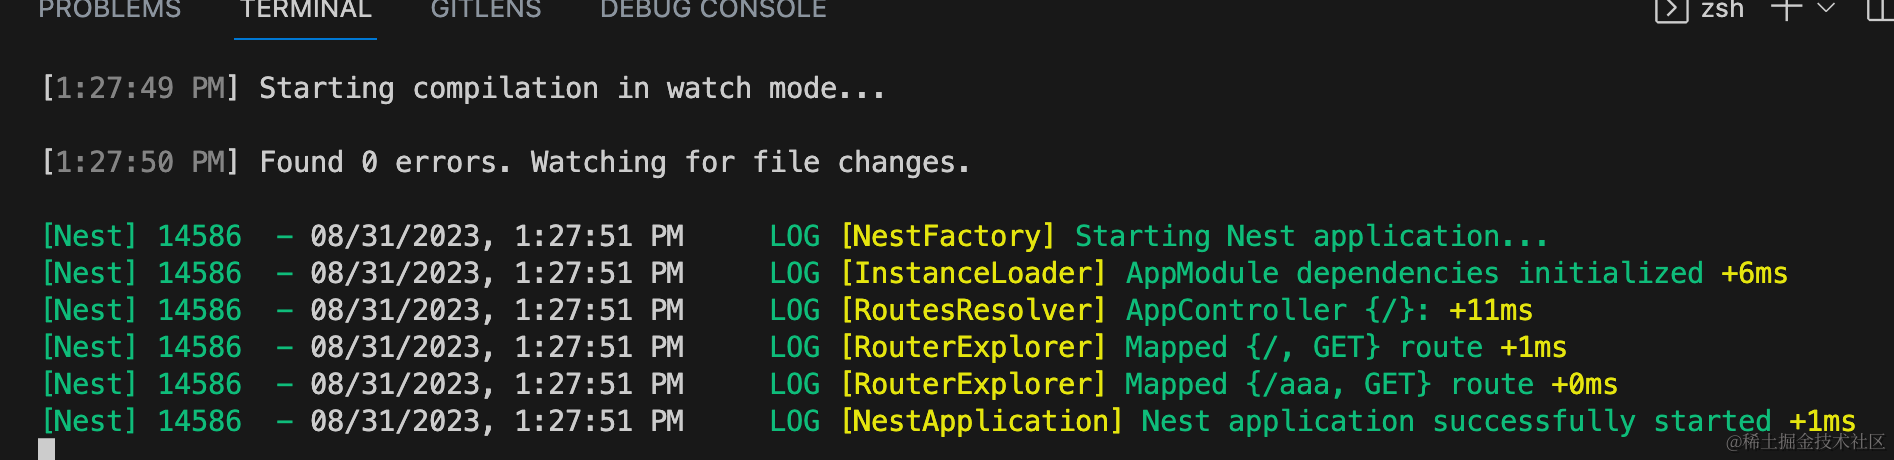 PROBLEMS TERMINAL GITLENS DEBUG CONSOLE zsh
[1:27:49 PM] Starting compilation in watch mode...
[1:27:50 PM] Found 0 errors. Watching for file changes.
[Nest] 14586  - 08/31/2023, 1:27:51 PM     LOG [NestFactory] Starting Nest application...
[Nest] 14586  - 08/31/2023, 1:27:51 PM     LOG [InstanceLoader] AppModule dependencies initialized +6ms
[Nest] 14586  - 08/31/2023, 1:27:51 PM     LOG [RoutesResolver] AppController {/}: +11ms
[Nest] 14586  - 08/31/2023, 1:27:51 PM     LOG [RouterExplorer] Mapped {/, GET} route +1ms
[Nest] 14586  - 08/31/2023, 1:27:51 PM     LOG [RouterExplorer] Mapped {/aaa, GET} route +0ms
[Nest] 14586  - 08/31/2023, 1:27:51 PM     LOG [NestApplication] Nest application successfully started +1ms
@稀土掘金技术社区